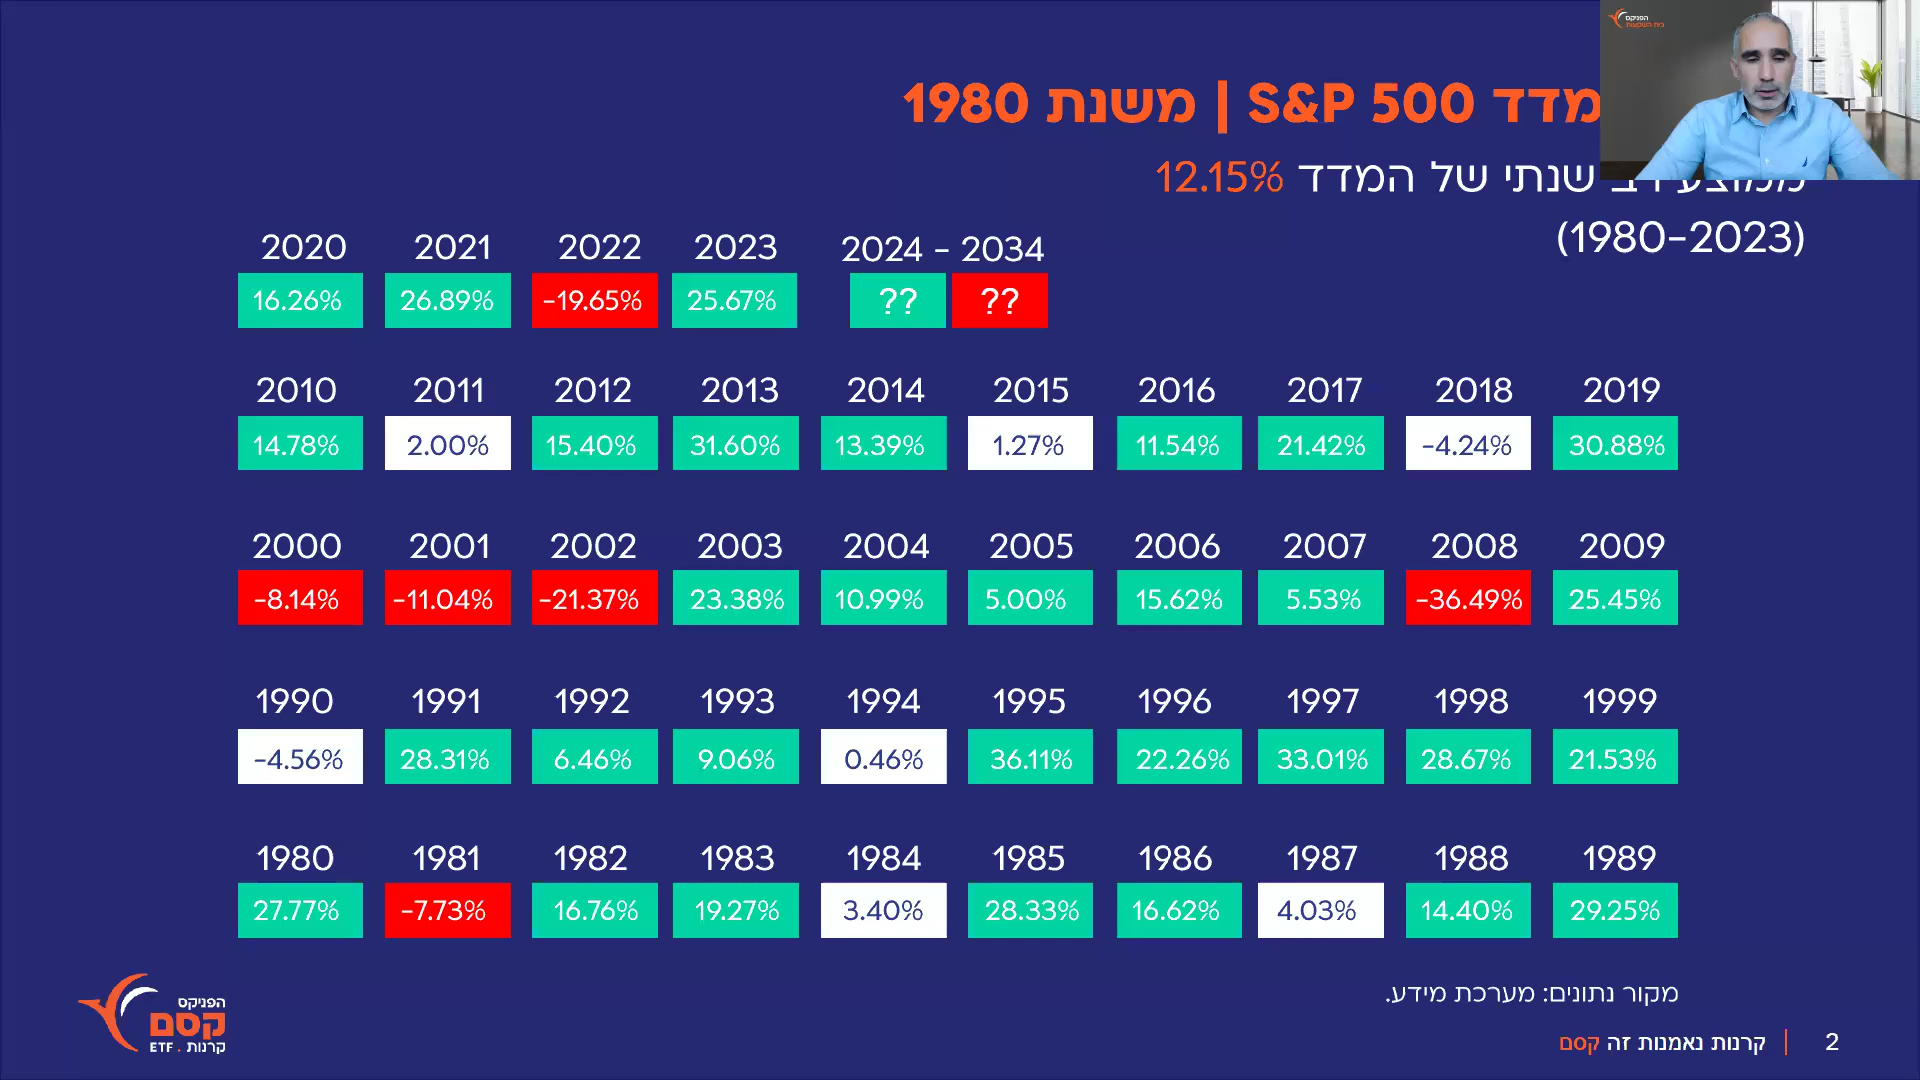 מדד S&P 500 | משנת 1980
שנתי של המדד 12.15%
(1980-2023)
2020 2021 2022 2023 2024 - 2034
16.26% 26.89% -19.65% 25.67% ?? ??
2010 2011 2012 2013 2014 2015 2016 2017 2018 2019
14.78% 2.00% 15.40% 31.60% 13.39% 1.27% 11.54% 21.42% -4.24% 30.88%
2000 2001 2002 2003 2004 2005 2006 2007 2008 2009
-8.14% -11.04% -21.37% 23.38% 10.99% 5.00% 15.62% 5.53% -36.49% 25.45%
1990 1991 1992 1993 1994 1995 1996 1997 1998 1999
-4.56% 28.31% 6.46% 9.06% 0.46% 36.11% 22.26% 33.01% 28.67% 21.53%
1980 1981 1982 1983 1984 1985 1986 1987 1988 1989
27.77% -7.73% 16.76% 19.27% 3.40% 28.33% 16.62% 4.03% 14.40% 29.25%
מקור נתונים: מערכת מידע.
קרנות נאמנות זה קסם | 2
הפניקס
קסם
קרנות . ETF
הפניקס
בית השקעות